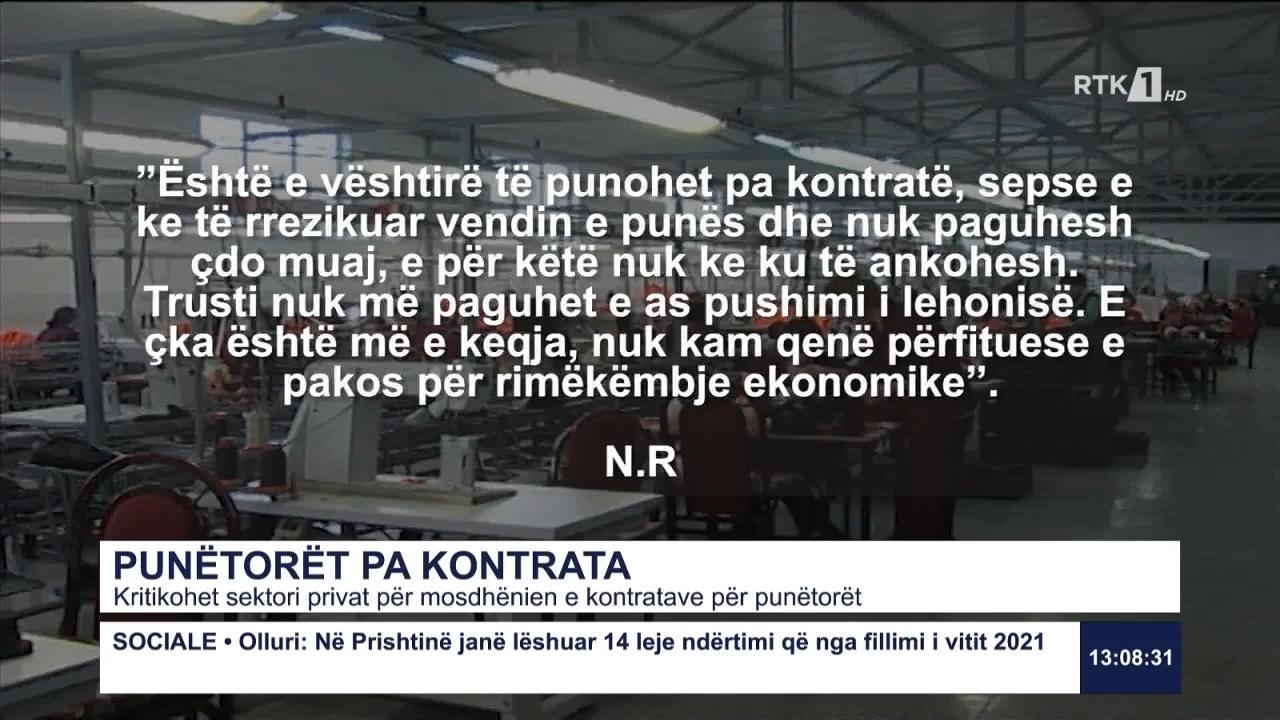 RTK 1 HD
”Është e vështirë të punohet pa kontratë, sepse e
ke të rrezikuar vendin e punës dhe nuk paguhesh
çdo muaj, e për këtë nuk ke ku të ankohesh.
Trusti nuk më paguhet e as pushimi i lehonisë. E
çka është më e keqja, nuk kam qenë përfituese e
pakos për rimëkëmbje ekonomike”.
N.R
PUNËTORËT PA KONTRATA
Kritikohet sektori privat për mosdhënien e kontratave për punëtorët
SOCIALE • Olluri: Në Prishtinë janë lëshuar 14 leje ndërtimi që nga fillimi i vitit 2021
13:08:31